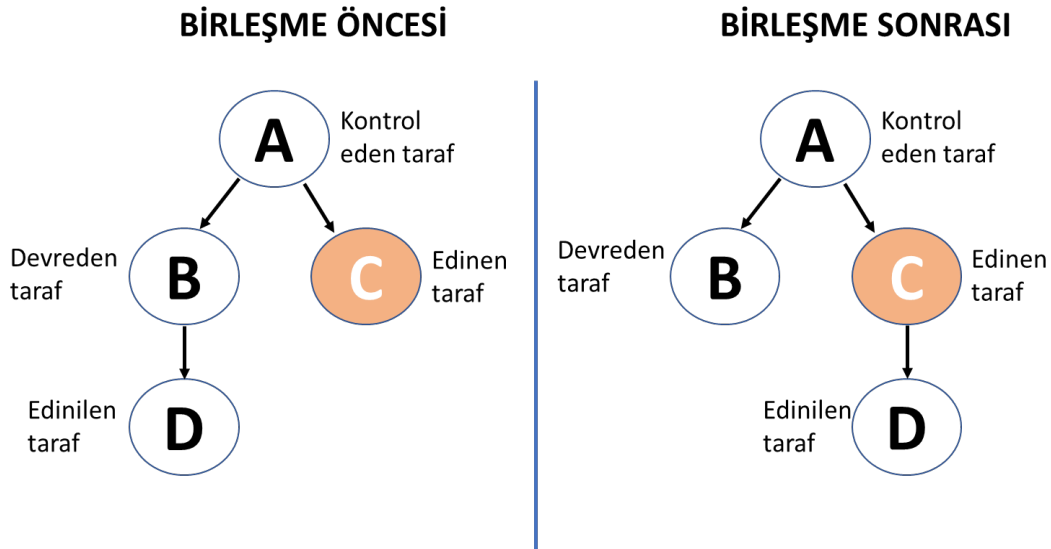 BİRLEŞME ÖNCESİ
A
Kontrol
eden taraf
Devreden
taraf
B
C
Edinen
taraf
Edinilen
taraf
D
BİRLEŞME SONRASI
A
Kontrol
eden taraf
Devreden
taraf
B
C
Edinen
taraf
Edinilen
taraf
D